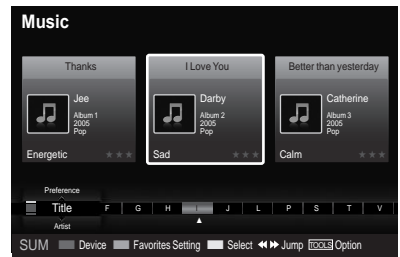 Music
Thanks
Jee
Album 1
2005
Pop
Energetic ★★★
I Love You
Darby
Album 2
2005
Pop
Sad ★★★
Better than yesterday
Catherine
Album 3
2005
Pop
Calm ★★★
Preference
Title F G H I J L P S T V
Artist
SUM Device Favorites Setting Select Jump TOOLS Option